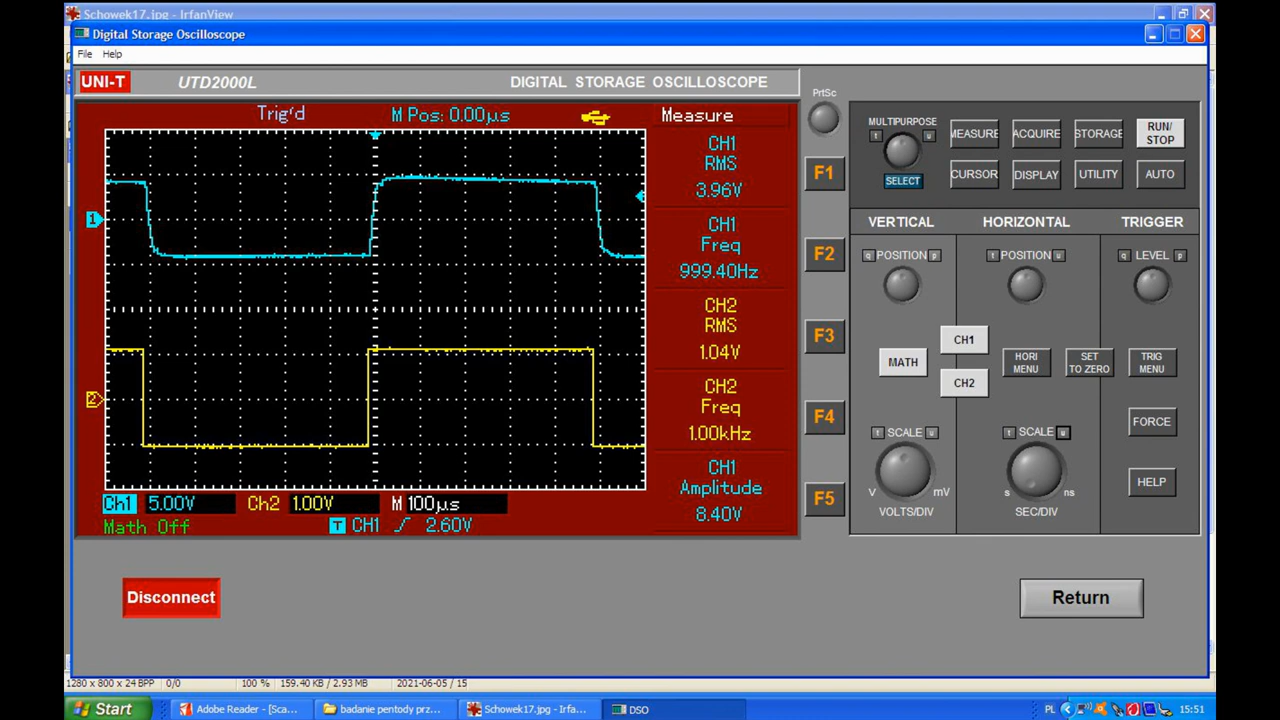 Schowek17.jpg - IrfanView
Digital Storage Oscilloscope
File Help
UNI-T UTD2000L DIGITAL STORAGE OSCILLOSCOPE
Trig'd M Pos: 0.00µs Measure
CH1
RMS
3.96V
CH1
Freq
999.40Hz
CH2
RMS
1.04V
CH2
Freq
1.00kHz
CH1
Amplitude
8.40V
1
2
Ch1 5.00V Ch2 1.00V M 100µs
Math Off T CH1 2.60V
PrtSc
F1
F2
F3
F4
F5
MULTIPURPOSE
t u
SELECT
MEASURE ACQUIRE STORAGE RUN/
STOP
CURSOR DISPLAY UTILITY AUTO
VERTICAL HORIZONTAL TRIGGER
q POSITION p t POSITION u q LEVEL p
CH1
MATH
CH2
HORI
MENU
SET
TO ZERO
TRIG
MENU
FORCE
HELP
t SCALE u t SCALE u
V mV s ns
VOLTS/DIV SEC/DIV
Disconnect Return
1280 x 800 x 24 BPP 0/0 100 % 159.40 KB / 2.93 MB 2021-06-05 / 15
Start Adobe Reader - [Sca... badanie pentody prz... Schowek17.jpg - Irfa... DSO PL 15:51